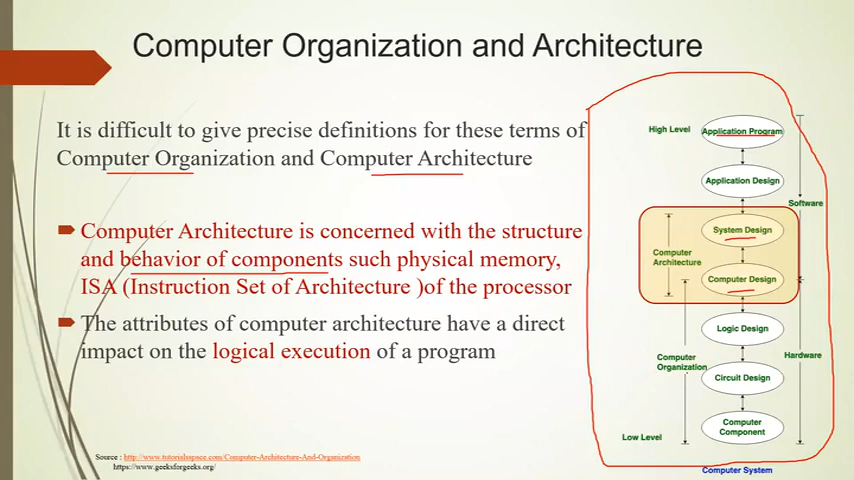 Computer Organization and Architecture
It is difficult to give precise definitions for these terms of
Computer Organization and Computer Architecture
Computer Architecture is concerned with the structure
and behavior of components such physical memory,
ISA (Instruction Set of Architecture )of the processor
The attributes of computer architecture have a direct
impact on the logical execution of a program
Source : http://www.tutorialsspace.com/Computer-Architecture-And-Organization
https://www.geeksforgeeks.org/
High Level
Application Program
Application Design
Software
System Design
Computer
Architecture
Computer Design
Logic Design
Hardware
Computer
Organization
Circuit Design
Computer
Component
Low Level
Computer System